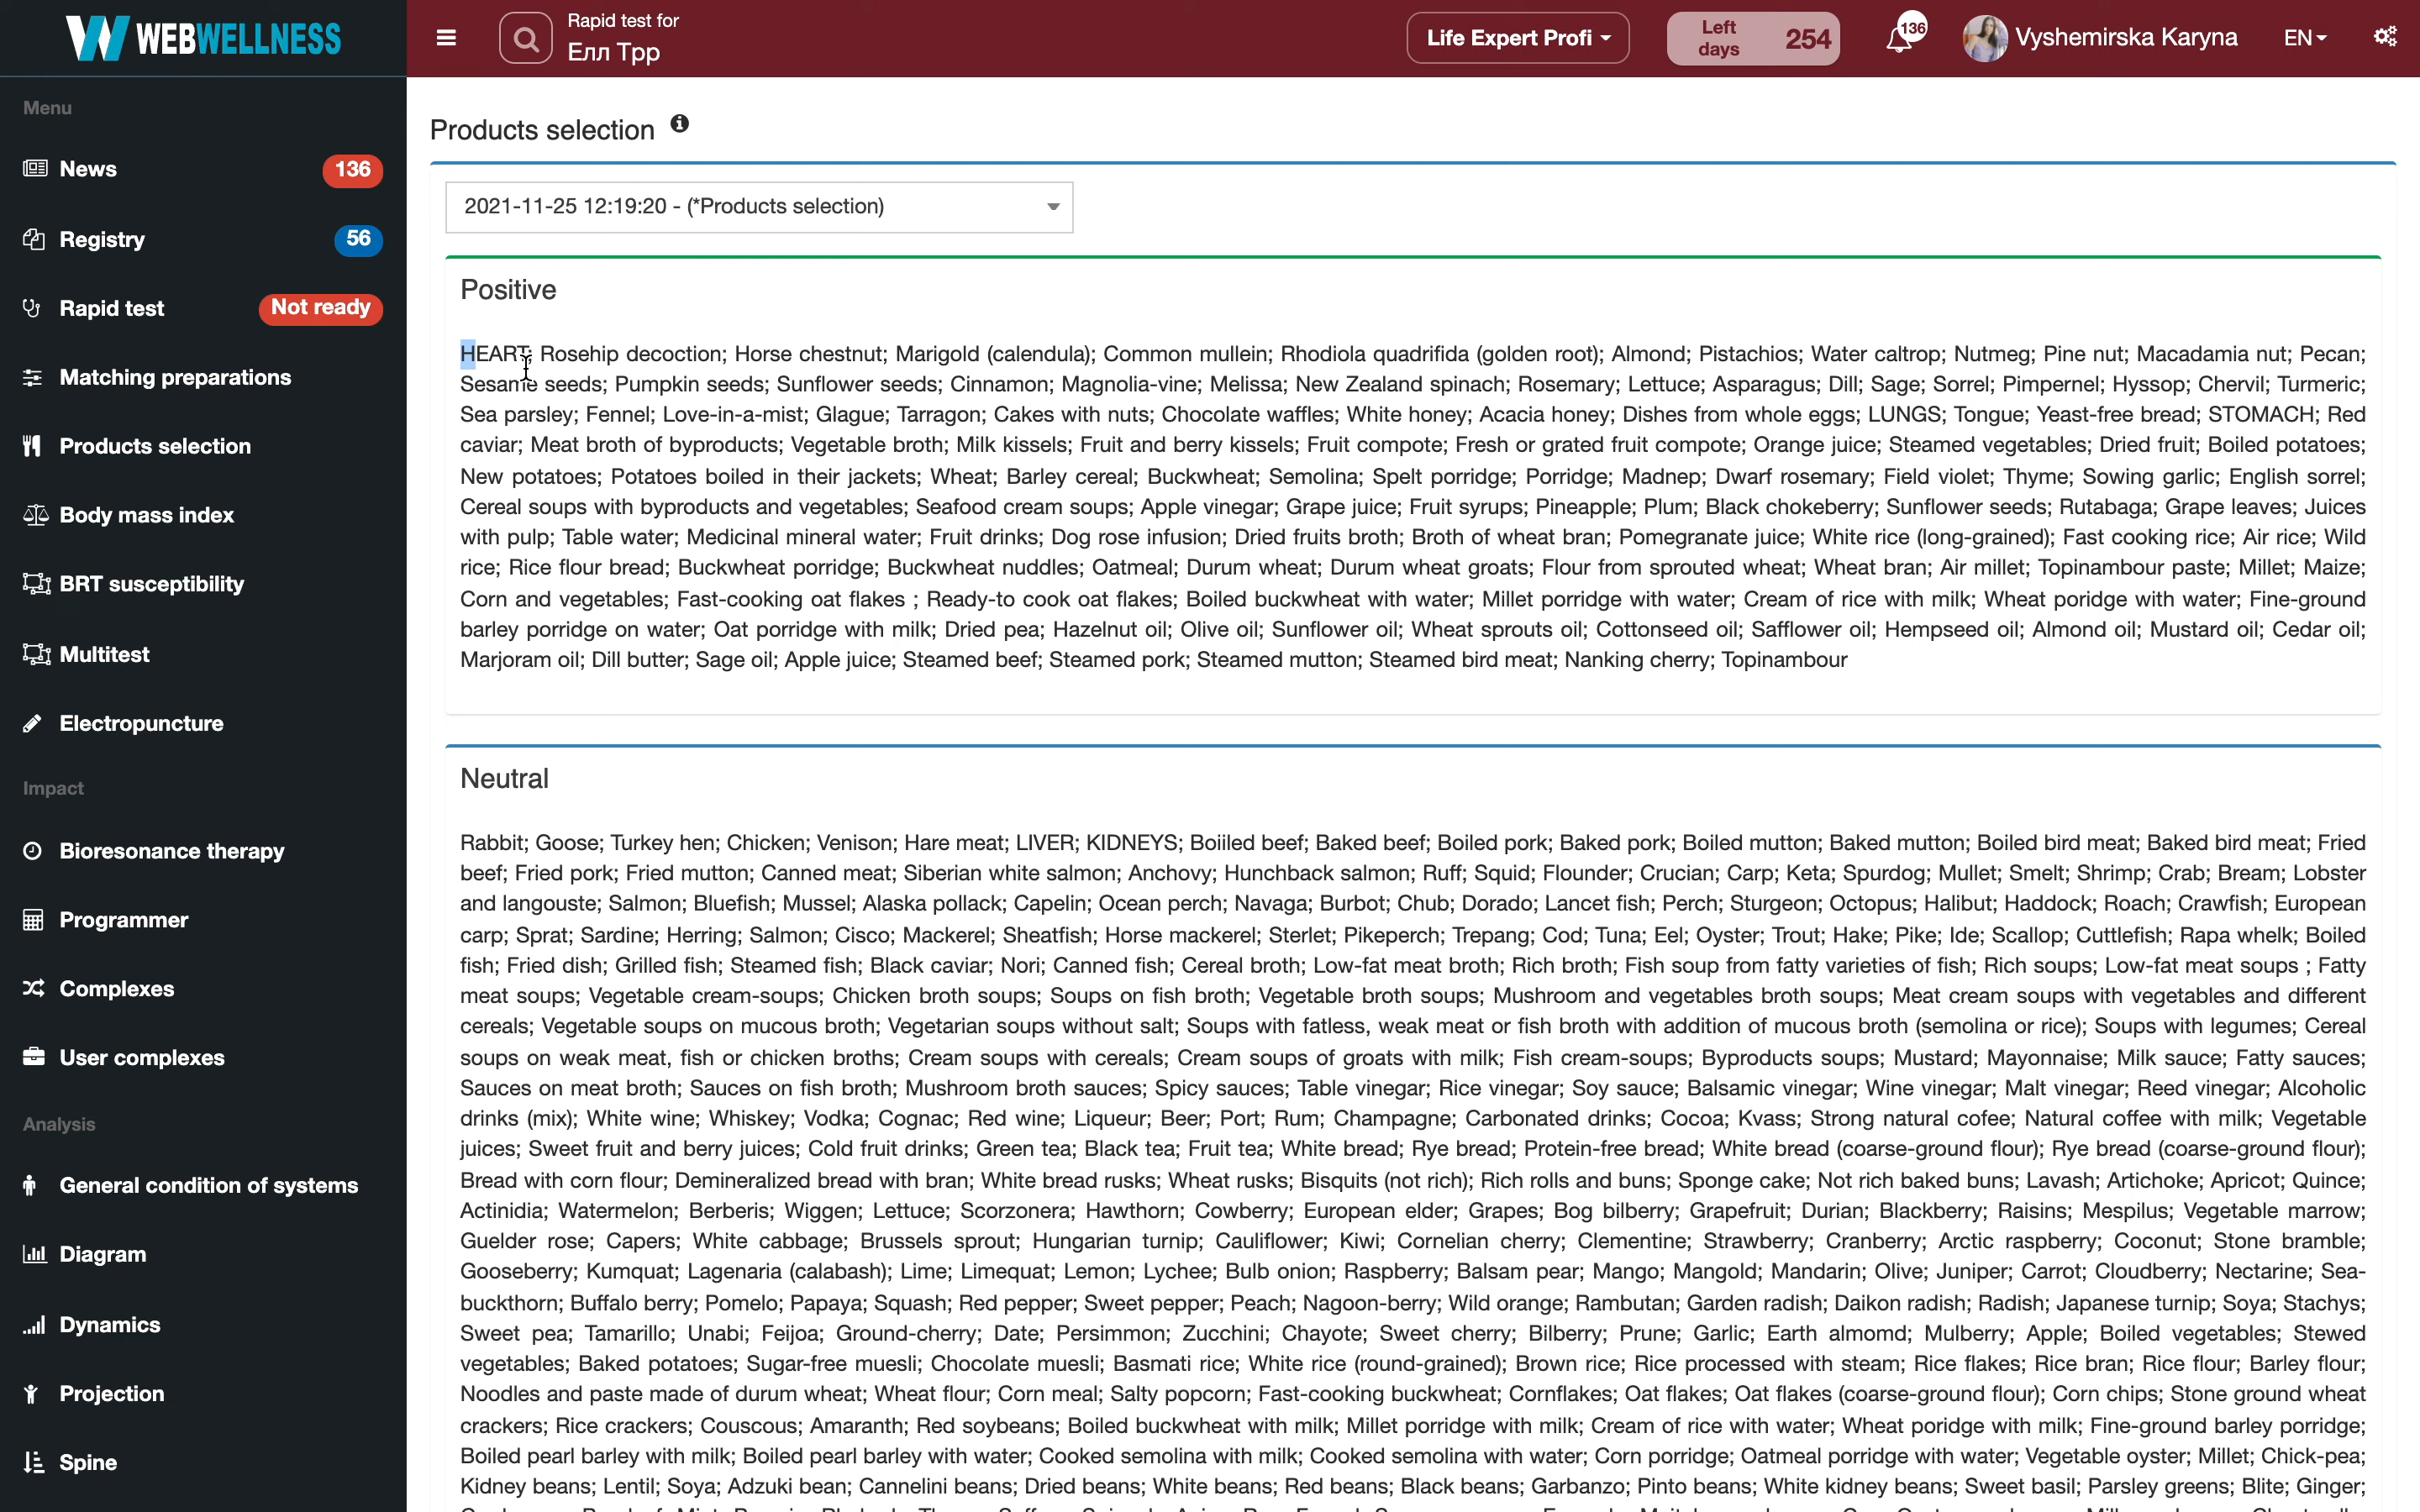 WEBWELLNESS
Rapid test for
Елл Трр
Life Expert Profi
Left days 254
136
Vyshemirska Karyna
EN
Menu
News 136
Registry 56
Rapid test Not ready
Matching preparations
Products selection
Body mass index
BRT susceptibility
Multitest
Electropuncture
Impact
Bioresonance therapy
Programmer
Complexes
User complexes
Analysis
General condition of systems
Diagram
Dynamics
Projection
Spine
Products selection
2021-11-25 12:19:20 - (*Products selection)
Positive
HEART; Rosehip decoction; Horse chestnut; Marigold (calendula); Common mullein; Rhodiola quadrifida (golden root); Almond; Pistachios; Water caltrop; Nutmeg; Pine nut; Macadamia nut; Pecan;
Sesame seeds; Pumpkin seeds; Sunflower seeds; Cinnamon; Magnolia-vine; Melissa; New Zealand spinach; Rosemary; Lettuce; Asparagus; Dill; Sage; Sorrel; Pimpernel; Hyssop; Chervil; Turmeric;
Sea parsley; Fennel; Love-in-a-mist; Glague; Tarragon; Cakes with nuts; Chocolate waffles; White honey; Acacia honey; Dishes from whole eggs; LUNGS; Tongue; Yeast-free bread; STOMACH; Red
caviar; Meat broth of byproducts; Vegetable broth; Milk kissels; Fruit and berry kissels; Fruit compote; Fresh or grated fruit compote; Orange juice; Steamed vegetables; Dried fruit; Boiled potatoes;
New potatoes; Potatoes boiled in their jackets; Wheat; Barley cereal; Buckwheat; Semolina; Spelt porridge; Porridge; Madnep; Dwarf rosemary; Field violet; Thyme; Sowing garlic; English sorrel;
Cereal soups with byproducts and vegetables; Seafood cream soups; Apple vinegar; Grape juice; Fruit syrups; Pineapple; Plum; Black chokeberry; Sunflower seeds; Rutabaga; Grape leaves; Juices
with pulp; Table water; Medicinal mineral water; Fruit drinks; Dog rose infusion; Dried fruits broth; Broth of wheat bran; Pomegranate juice; White rice (long-grained); Fast cooking rice; Air rice; Wild
rice; Rice flour bread; Buckwheat porridge; Buckwheat nuddles; Oatmeal; Durum wheat; Durum wheat groats; Flour from sprouted wheat; Wheat bran; Air millet; Topinambour paste; Millet; Maize;
Corn and vegetables; Fast-cooking oat flakes ; Ready-to cook oat flakes; Boiled buckwheat with water; Millet porridge with water; Cream of rice with milk; Wheat poridge with water; Fine-ground
barley porridge on water; Oat porridge with milk; Dried pea; Hazelnut oil; Olive oil; Sunflower oil; Wheat sprouts oil; Cottonseed oil; Safflower oil; Hempseed oil; Almond oil; Mustard oil; Cedar oil;
Marjoram oil; Dill butter; Sage oil; Apple juice; Steamed beef; Steamed pork; Steamed mutton; Steamed bird meat; Nanking cherry; Topinambour
Neutral
Rabbit; Goose; Turkey hen; Chicken; Venison; Hare meat; LIVER; KIDNEYS; Boiiled beef; Baked beef; Boiled pork; Baked pork; Boiled mutton; Baked mutton; Boiled bird meat; Baked bird meat; Fried
beef; Fried pork; Fried mutton; Canned meat; Siberian white salmon; Anchovy; Hunchback salmon; Ruff; Squid; Flounder; Crucian; Carp; Keta; Spurdog; Mullet; Smelt; Shrimp; Crab; Bream; Lobster
and langouste; Salmon; Bluefish; Mussel; Alaska pollack; Capelin; Ocean perch; Navaga; Burbot; Chub; Dorado; Lancet fish; Perch; Sturgeon; Octopus; Halibut; Haddock; Roach; Crawfish; European
carp; Sprat; Sardine; Herring; Salmon; Cisco; Mackerel; Sheatfish; Horse mackerel; Sterlet; Pikeperch; Trepang; Cod; Tuna; Eel; Oyster; Trout; Hake; Pike; Ide; Scallop; Cuttlefish; Rapa whelk; Boiled
fish; Fried dish; Grilled fish; Steamed fish; Black caviar; Nori; Canned fish; Cereal broth; Low-fat meat broth; Rich broth; Fish soup from fatty varieties of fish; Rich soups; Low-fat meat soups ; Fatty
meat soups; Vegetable cream-soups; Chicken broth soups; Soups on fish broth; Vegetable broth soups; Mushroom and vegetables broth soups; Meat cream soups with vegetables and different
cereals; Vegetable soups on mucous broth; Vegetarian soups without salt; Soups with fatless, weak meat or fish broth with addition of mucous broth (semolina or rice); Soups with legumes; Cereal
soups on weak meat, fish or chicken broths; Cream soups with cereals; Cream soups of groats with milk; Fish cream-soups; Byproducts soups; Mustard; Mayonnaise; Milk sauce; Fatty sauces;
Sauces on meat broth; Sauces on fish broth; Mushroom broth sauces; Spicy sauces; Table vinegar; Rice vinegar; Soy sauce; Balsamic vinegar; Wine vinegar; Malt vinegar; Reed vinegar; Alcoholic
drinks (mix); White wine; Whiskey; Vodka; Cognac; Red wine; Liqueur; Beer; Port; Rum; Champagne; Carbonated drinks; Cocoa; Kvass; Strong natural cofee; Natural coffee with milk; Vegetable
juices; Sweet fruit and berry juices; Cold fruit drinks; Green tea; Black tea; Fruit tea; White bread; Rye bread; Protein-free bread; White bread (coarse-ground flour); Rye bread (coarse-ground flour);
Bread with corn flour; Demineralized bread with bran; White bread rusks; Wheat rusks; Bisquits (not rich); Rich rolls and buns; Sponge cake; Not rich baked buns; Lavash; Artichoke; Apricot; Quince;
Actinidia; Watermelon; Berberis; Wiggen; Lettuce; Scorzonera; Hawthorn; Cowberry; European elder; Grapes; Bog bilberry; Grapefruit; Durian; Blackberry; Raisins; Mespilus; Vegetable marrow;
Guelder rose; Capers; White cabbage; Brussels sprout; Hungarian turnip; Cauliflower; Kiwi; Cornelian cherry; Clementine; Strawberry; Cranberry; Arctic raspberry; Coconut; Stone bramble;
Gooseberry; Kumquat; Lagenaria (calabash); Lime; Limequat; Lemon; Lychee; Bulb onion; Raspberry; Balsam pear; Mango; Mangold; Mandarin; Olive; Juniper; Carrot; Cloudberry; Nectarine; Sea-
buckthorn; Buffalo berry; Pomelo; Papaya; Squash; Red pepper; Sweet pepper; Peach; Nagoon-berry; Wild orange; Rambutan; Garden radish; Daikon radish; Radish; Japanese turnip; Soya; Stachys;
Sweet pea; Tamarillo; Unabi; Feijoa; Ground-cherry; Date; Persimmon; Zucchini; Chayote; Sweet cherry; Bilberry; Prune; Garlic; Earth almomd; Mulberry; Apple; Boiled vegetables; Stewed
vegetables; Baked potatoes; Sugar-free muesli; Chocolate muesli; Basmati rice; White rice (round-grained); Brown rice; Rice processed with steam; Rice flakes; Rice bran; Rice flour; Barley flour;
Noodles and paste made of durum wheat; Wheat flour; Corn meal; Salty popcorn; Fast-cooking buckwheat; Cornflakes; Oat flakes; Oat flakes (coarse-ground flour); Corn chips; Stone ground wheat
crackers; Rice crackers; Couscous; Amaranth; Red soybeans; Boiled buckwheat with milk; Millet porridge with milk; Cream of rice with water; Wheat poridge with milk; Fine-ground barley porridge;
Boiled pearl barley with milk; Boiled pearl barley with water; Cooked semolina with milk; Cooked semolina with water; Corn porridge; Oatmeal porridge with water; Vegetable oyster; Millet; Chick-pea;
Kidney beans; Lentil; Soya; Adzuki bean; Cannelini beans; Dried beans; White beans; Red beans; Black beans; Garbanzo; Pinto beans; White kidney beans; Sweet basil; Parsley greens; Blite; Ginger;